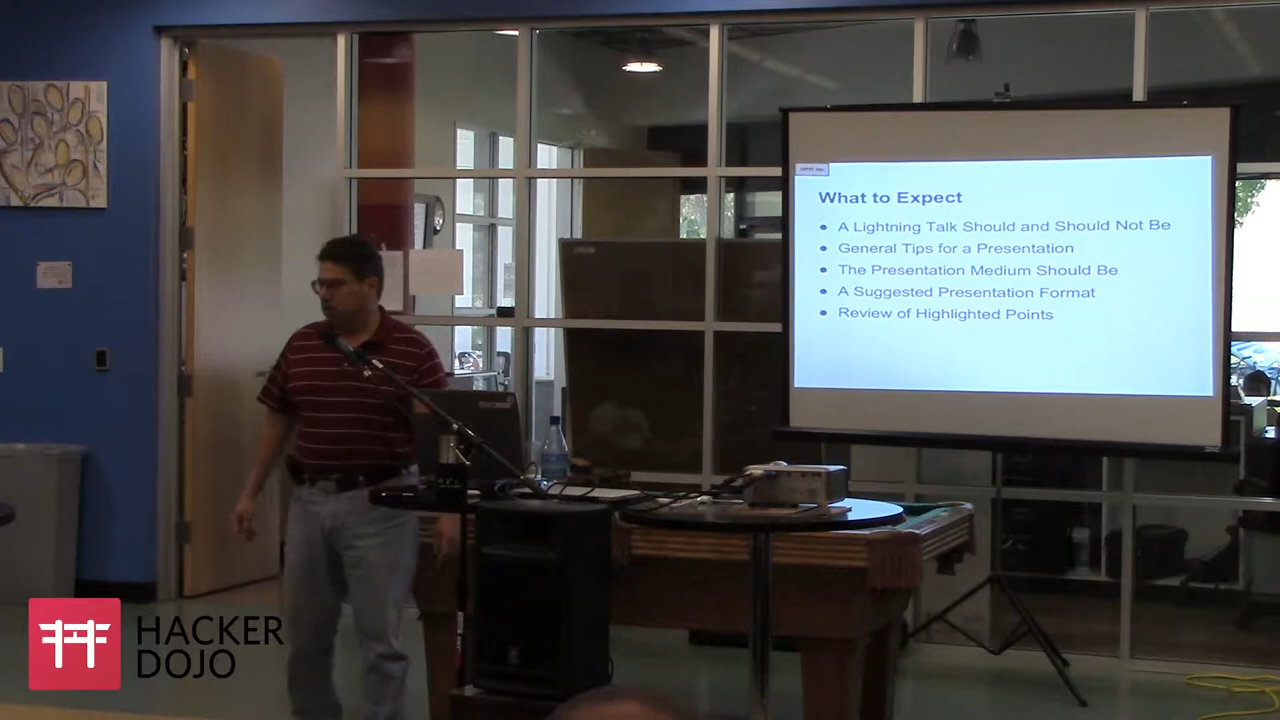 What to Expect
• A Lightning Talk Should and Should Not Be
• General Tips for a Presentation
• The Presentation Medium Should Be
• A Suggested Presentation Format
• Review of Highlighted Points
HACKER
DOJO